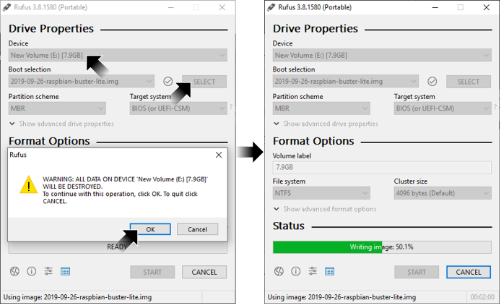 Rufus 3.8.1580 (Portable)
Drive Properties
Device
New Volume (E:) [7.9GB]
Boot selection
2019-09-26-raspbian-buster-lite.img
SELECT
Partition scheme
Target system
MBR
BIOS (or UEFI-CSM)
?
Show advanced drive properties
Format Options
Rufus
WARNING: ALL DATA ON DEVICE 'New Volume (E:) [7.9GB]'
WILL BE DESTROYED.
To continue with this operation, click OK. To quit click
CANCEL.
OK
Cancel
READY
START
CANCEL
Using image: 2019-09-26-raspbian-buster-lite.img
Rufus 3.8.1580 (Portable)
Drive Properties
Device
New Volume (E:) [7.9GB]
Boot selection
2019-09-26-raspbian-buster-lite.img
SELECT
Partition scheme
Target system
MBR
BIOS (or UEFI-CSM)
?
Show advanced drive properties
Format Options
Volume label
7.9GB
File system
Cluster size
NTFS
4096 bytes (Default)
Show advanced format options
Status
Writing image: 50.1%
START
CANCEL
Using image: 2019-09-26-raspbian-buster-lite.img
00:02:00